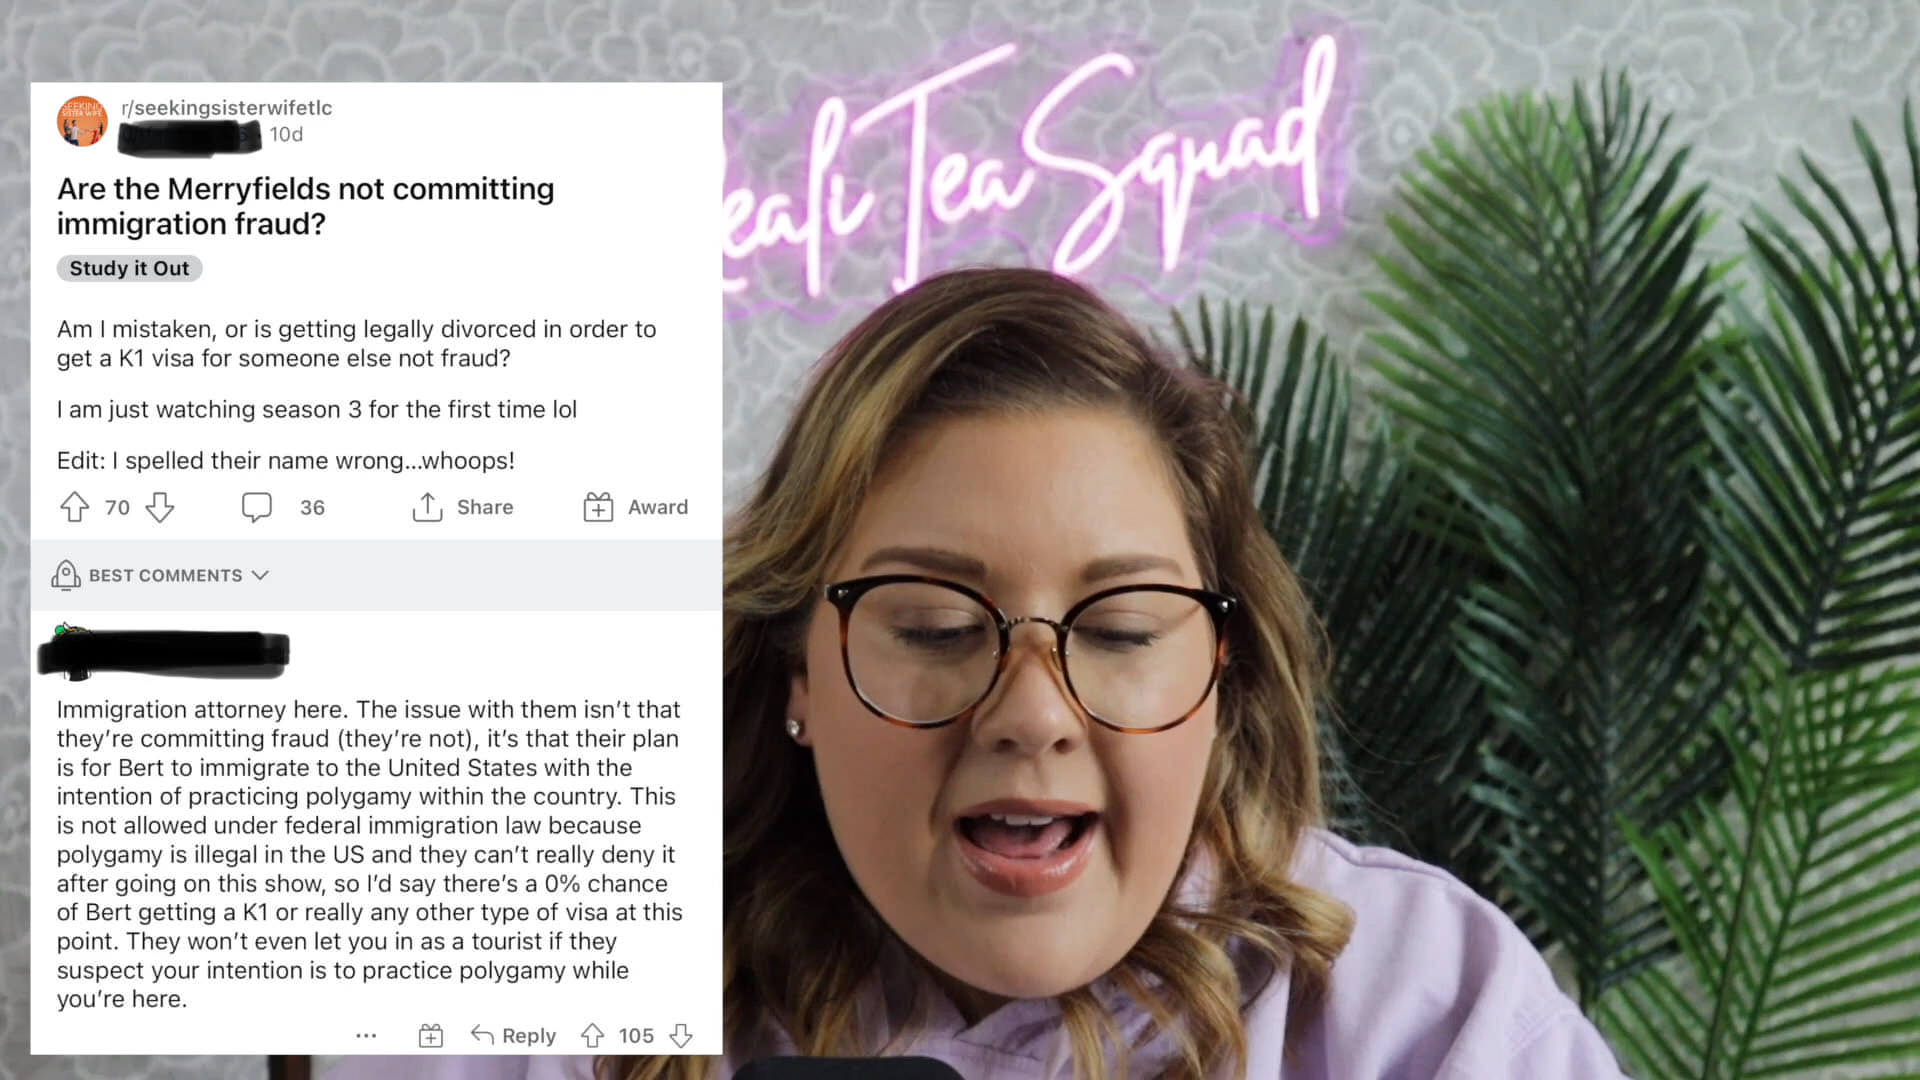 SEEKING
SISTER WIFE
r/seekingsisterwifetlc
10d
Are the Merryfields not committing
immigration fraud?
Study it Out
Am I mistaken, or is getting legally divorced in order to
get a K1 visa for someone else not fraud?
I am just watching season 3 for the first time lol
Edit: I spelled their name wrong...whoops!
70
36
Share
Award
BEST COMMENTS
Immigration attorney here. The issue with them isn't that
they're committing fraud (they're not), it's that their plan
is for Bert to immigrate to the United States with the
intention of practicing polygamy within the country. This
is not allowed under federal immigration law because
polygamy is illegal in the US and they can't really deny it
after going on this show, so I'd say there's a 0% chance
of Bert getting a K1 or really any other type of visa at this
point. They won't even let you in as a tourist if they
suspect your intention is to practice polygamy while
you're here.
... Reply 105
ealiTea Squad